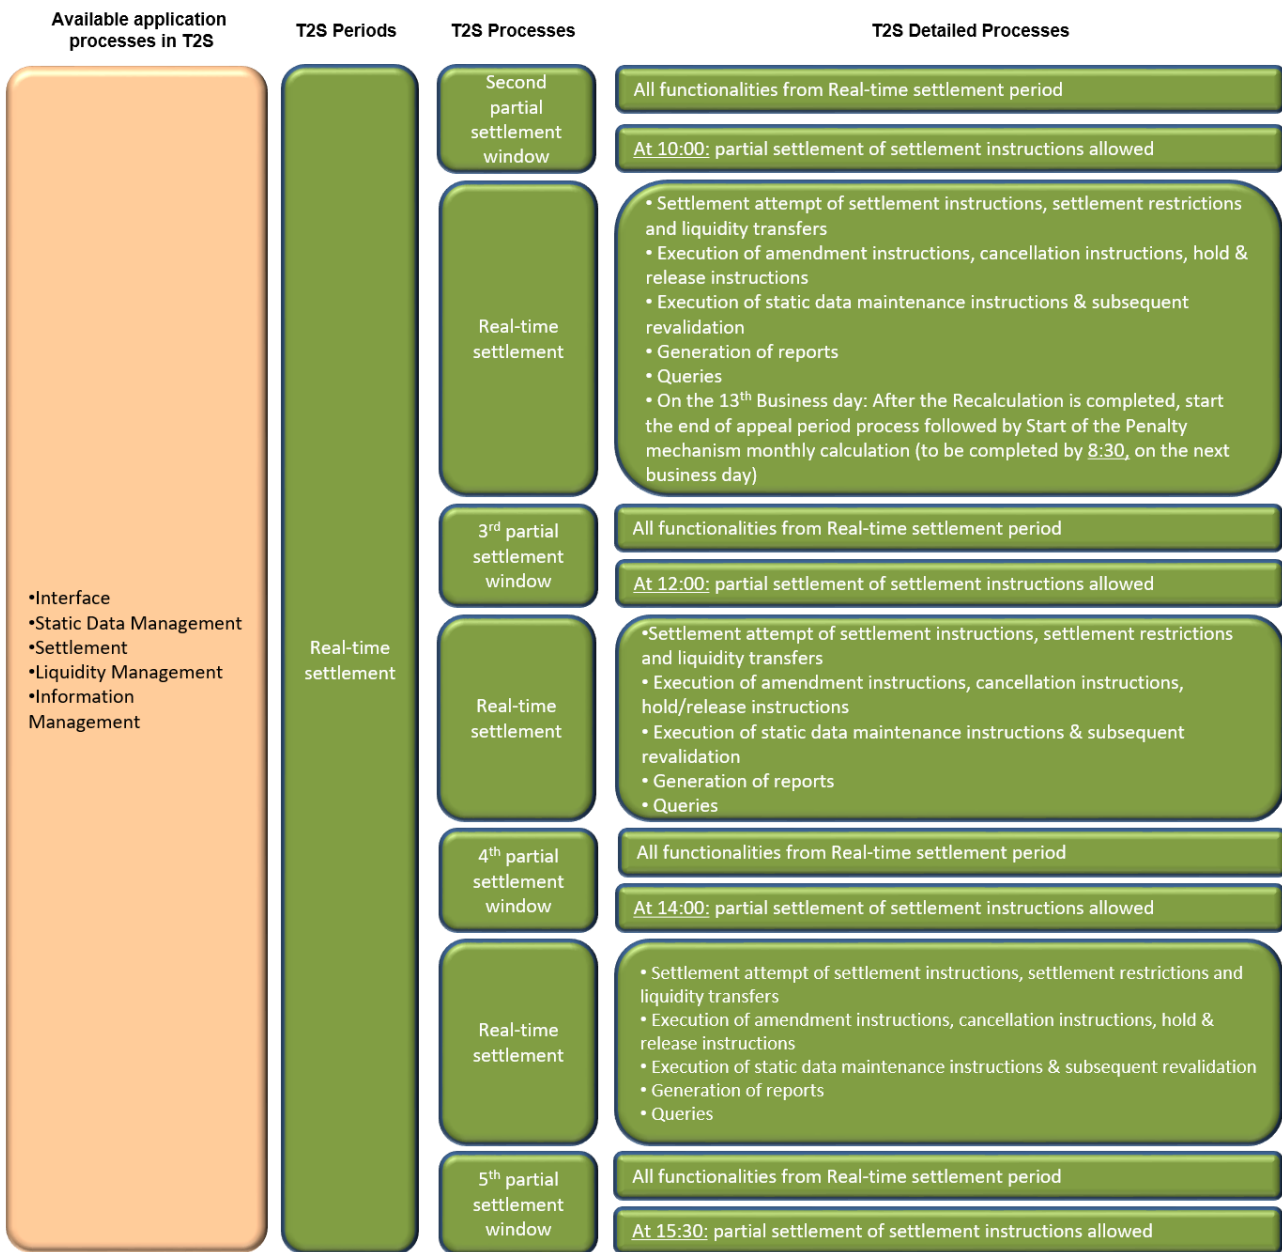 Available application
processes in T2S
T2S Periods
T2S Processes
T2S Detailed Processes
•Interface
•Static Data Management
•Settlement
•Liquidity Management
•Information
Management
Real-time
settlement
Second
partial
settlement
window
All functionalities from Real-time settlement period
At 10:00: partial settlement of settlement instructions allowed
Real-time
settlement
• Settlement attempt of settlement instructions, settlement restrictions
and liquidity transfers
• Execution of amendment instructions, cancellation instructions, hold &
release instructions
• Execution of static data maintenance instructions & subsequent
revalidation
• Generation of reports
• Queries
• On the 13th Business day: After the Recalculation is completed, start
the end of appeal period process followed by Start of the Penalty
mechanism monthly calculation (to be completed by 8:30, on the next
business day)
3rd partial
settlement
window
All functionalities from Real-time settlement period
At 12:00: partial settlement of settlement instructions allowed
Real-time
settlement
•Settlement attempt of settlement instructions, settlement restrictions
and liquidity transfers
• Execution of amendment instructions, cancellation instructions,
hold/release instructions
• Execution of static data maintenance instructions & subsequent
revalidation
• Generation of reports
• Queries
4th partial
settlement
window
All functionalities from Real-time settlement period
At 14:00: partial settlement of settlement instructions allowed
Real-time
settlement
• Settlement attempt of settlement instructions, settlement restrictions and
liquidity transfers
• Execution of amendment instructions, cancellation instructions, hold &
release instructions
• Execution of static data maintenance instructions & subsequent revalidation
• Generation of reports
• Queries
5th partial
settlement
window
All functionalities from Real-time settlement period
At 15:30: partial settlement of settlement instructions allowed